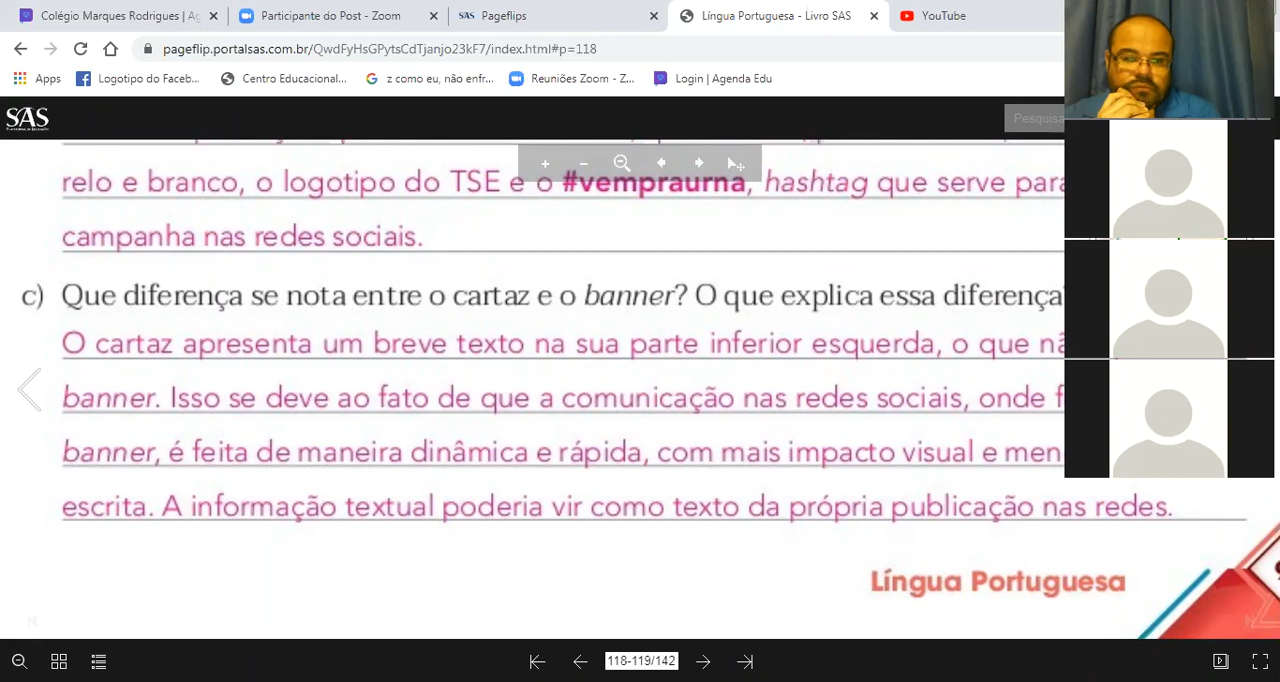 Colégio Marques Rodrigues | Ag
Participante do Post - Zoom
SAS Pageflips
Língua Portuguesa - Livro SAS
YouTube
pageflip.portalsas.com.br/QwdFyHsGPytsCdTjanjo23kF7/index.html#p=118
Apps
Logotipo do Faceb...
Centro Educacional...
z como eu, não enfr...
Reuniões Zoom - Z...
Login | Agenda Edu
SAS
Pesquisa
relo e branco, o logotipo do TSE e o #vempraurna, hashtag que serve para
campanha nas redes sociais.
c) Que diferença se nota entre o cartaz e o banner? O que explica essa diferença?
O cartaz apresenta um breve texto na sua parte inferior esquerda, o que nã
banner. Isso se deve ao fato de que a comunicação nas redes sociais, onde f
banner, é feita de maneira dinâmica e rápida, com mais impacto visual e men
escrita. A informação textual poderia vir como texto da própria publicação nas redes.
Língua Portuguesa
118-119/142